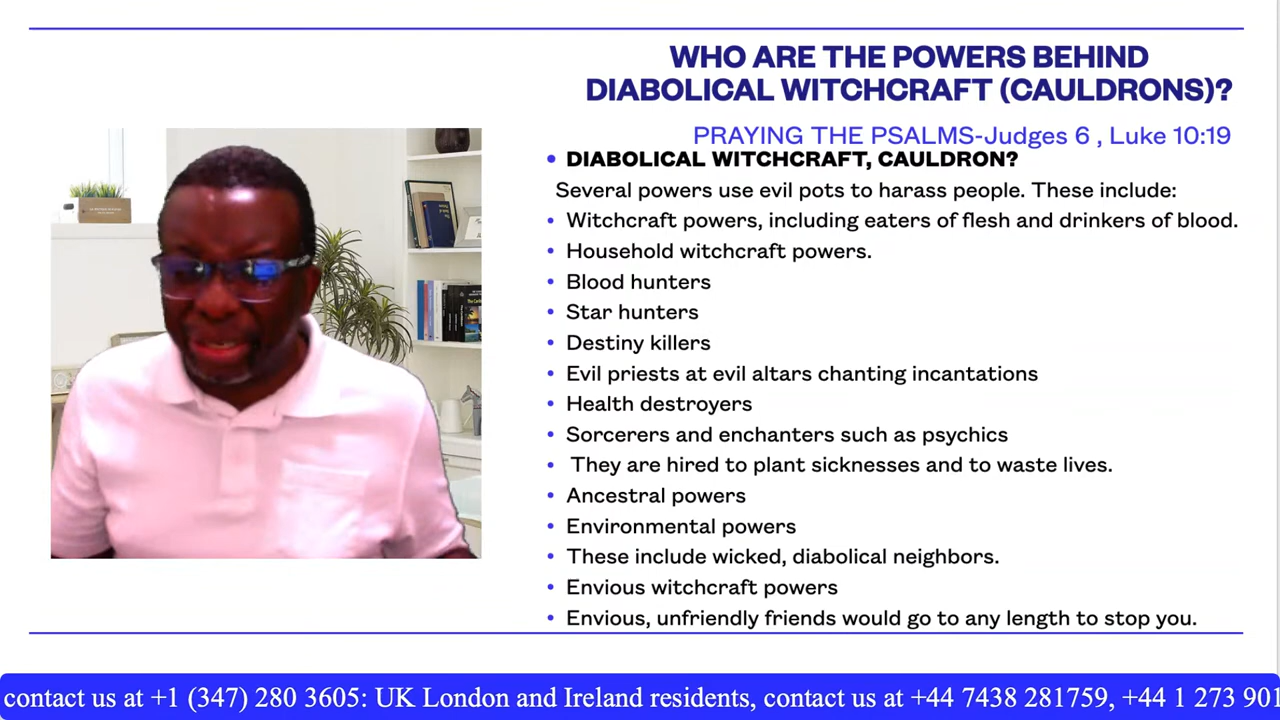 WHO ARE THE POWERS BEHIND
DIABOLICAL WITCHCRAFT (CAULDRONS)?
PRAYING THE PSALMS-Judges 6 , Luke 10:19
• DIABOLICAL WITCHCRAFT, CAULDRON?
Several powers use evil pots to harass people. These include:
• Witchcraft powers, including eaters of flesh and drinkers of blood.
• Household witchcraft powers.
• Blood hunters
• Star hunters
• Destiny killers
• Evil priests at evil altars chanting incantations
• Health destroyers
• Sorcerers and enchanters such as psychics
• They are hired to plant sicknesses and to waste lives.
• Ancestral powers
• Environmental powers
• These include wicked, diabolical neighbors.
• Envious witchcraft powers
• Envious, unfriendly friends would go to any length to stop you.
contact us at +1 (347) 280 3605: UK London and Ireland residents, contact us at +44 7438 281759, +44 1 273 901